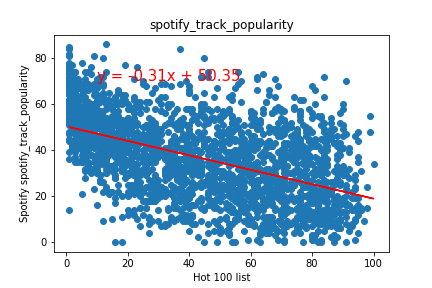 spotify_track_popularity
y = -0.31x + 50.35
Spotify spotify_track_popularity
80
60
40
20
0
0 20 40 60 80 100
Hot 100 list